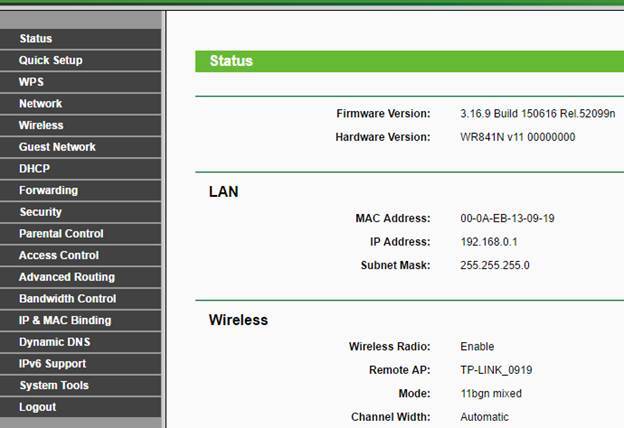 Status
Quick Setup
WPS
Network
Wireless
Guest Network
DHCP
Forwarding
Security
Parental Control
Access Control
Advanced Routing
Bandwidth Control
IP & MAC Binding
Dynamic DNS
IPv6 Support
System Tools
Logout
Status
Firmware Version: 3.16.9 Build 150616 Rel.52099n
Hardware Version: WR841N v11 00000000
LAN
MAC Address: 00-0A-EB-13-09-19
IP Address: 192.168.0.1
Subnet Mask: 255.255.255.0
Wireless
Wireless Radio: Enable
Remote AP: TP-LINK_0919
Mode: 11bgn mixed
Channel Width: Automatic